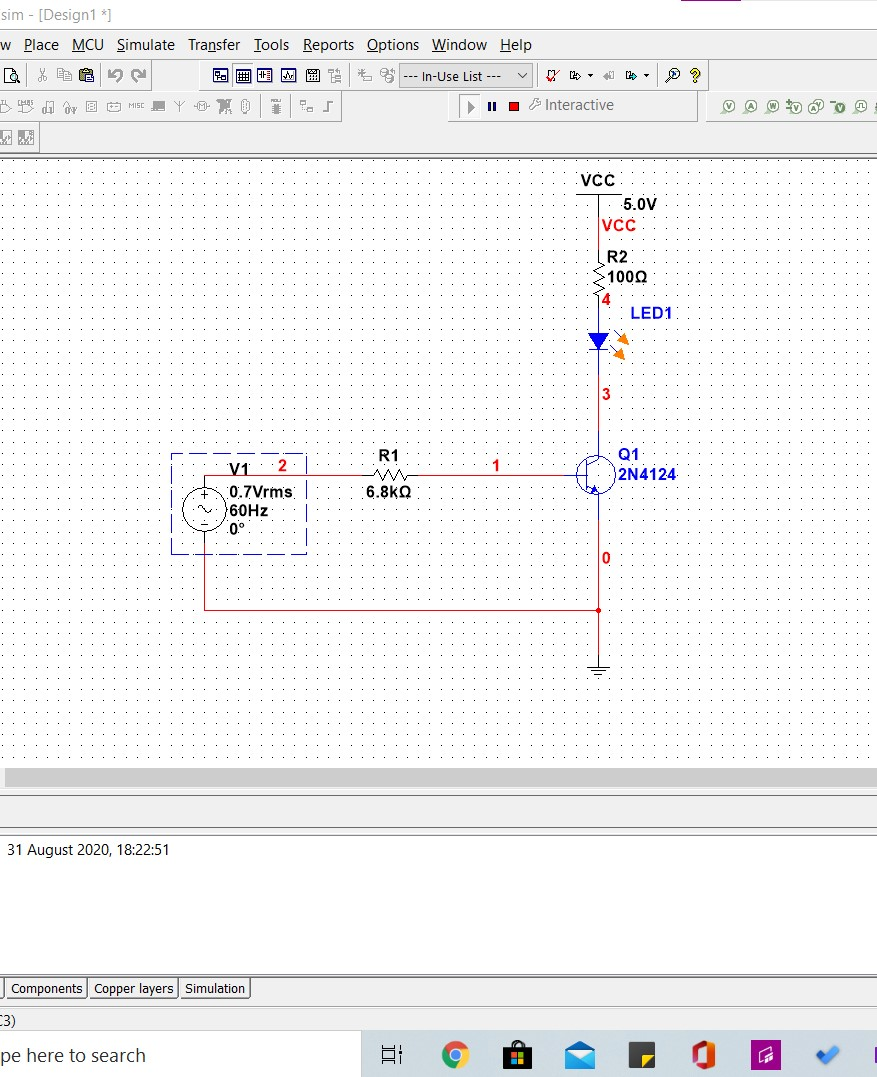 sim - [Design1 *]
w Place MCU Simulate Transfer Tools Reports Options Window Help
--- In-Use List ---
MISC
Interactive
VCC
5.0V
VCC
R2
100Ω
4
LED1
3
Q1
2N4124
R1
6.8kΩ
1
V1
2
0.7Vrms
60Hz
0°
0
31 August 2020, 18:22:51
Components Copper layers Simulation
C3)
pe here to search